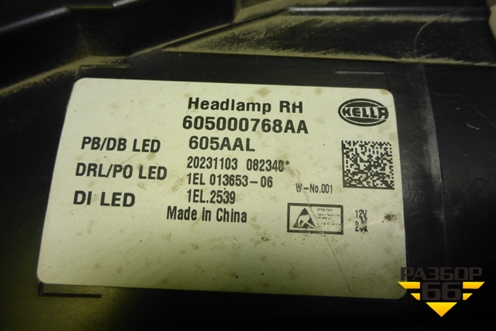 Headlamp RH
HELLA
605000768AA
PB/DB LED 605AAL
20231103 082348*
DRL/PO LED
1EL 013653-06 W-No.001
DI LED 1EL.2539
Made in China
12V
РАЗБОР
66